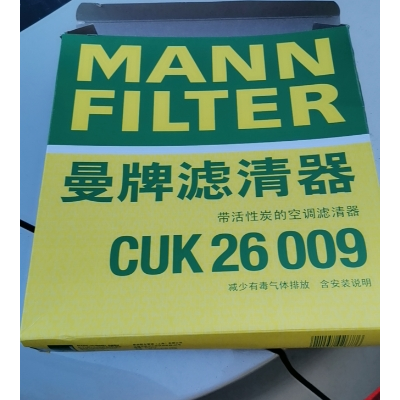 MANN
FILTER
曼牌滤清器
带活性炭的空调滤清器
CUK 26 009
减少有毒气体排放 含安装说明